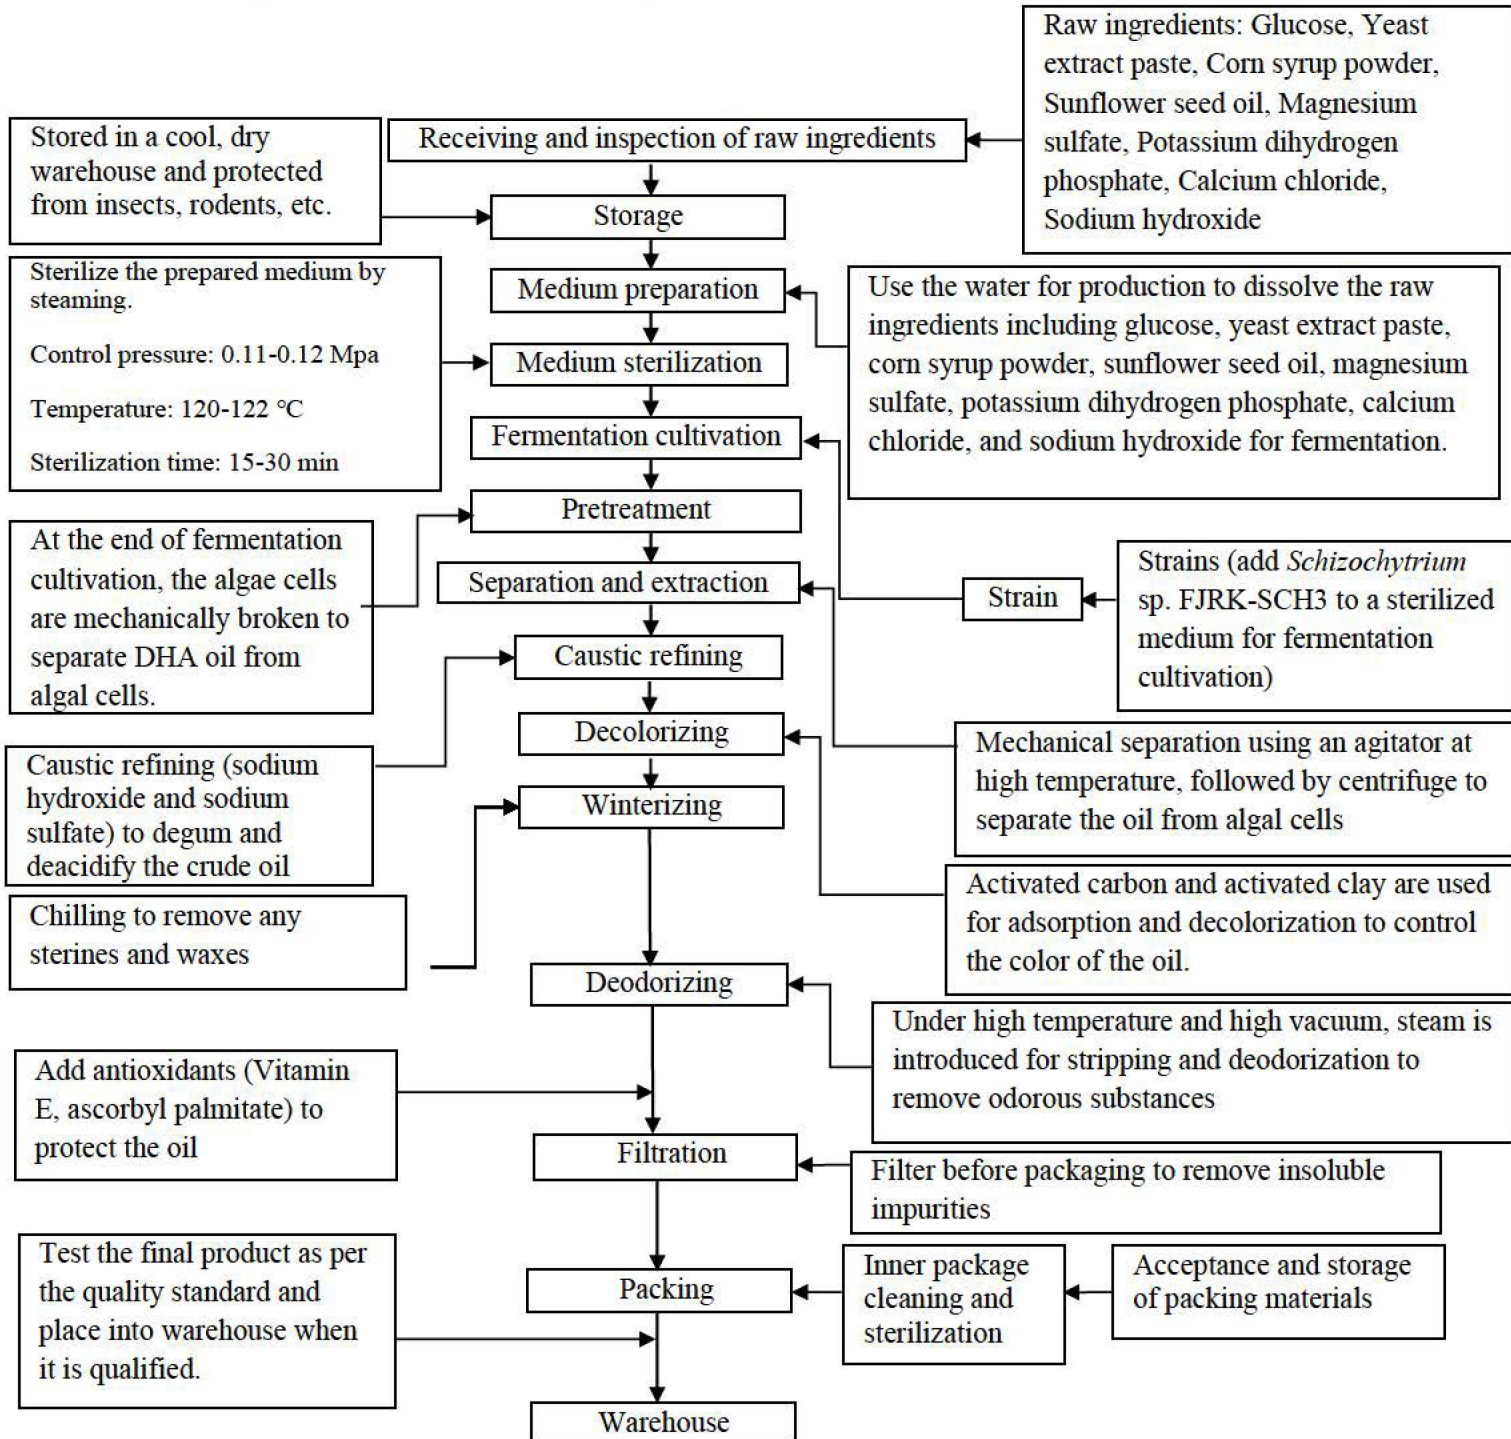 Raw ingredients: Glucose, Yeast
extract paste, Corn syrup powder,
Sunflower seed oil, Magnesium
sulfate, Potassium dihydrogen
phosphate, Calcium chloride,
Sodium hydroxide
Receiving and inspection of raw ingredients
Stored in a cool, dry
warehouse and protected
from insects, rodents, etc.
Storage
Sterilize the prepared medium by
steaming.
Control pressure: 0.11-0.12 Mpa
Temperature: 120-122 °C
Sterilization time: 15-30 min
Medium preparation
Use the water for production to dissolve the raw
ingredients including glucose, yeast extract paste,
corn syrup powder, sunflower seed oil, magnesium
sulfate, potassium dihydrogen phosphate, calcium
chloride, and sodium hydroxide for fermentation.
Medium sterilization
Fermentation cultivation
Pretreatment
At the end of fermentation
cultivation, the algae cells
are mechanically broken to
separate DHA oil from
algal cells.
Separation and extraction
Strain
Strains (add Schizochytrium
sp. FJRK-SCH3 to a sterilized
medium for fermentation
cultivation)
Caustic refining
Decolorizing
Mechanical separation using an agitator at
high temperature, followed by centrifuge to
separate the oil from algal cells
Caustic refining (sodium
hydroxide and sodium
sulfate) to degum and
deacidify the crude oil
Winterizing
Activated carbon and activated clay are used
for adsorption and decolorization to control
the color of the oil.
Chilling to remove any
sterines and waxes
Deodorizing
Under high temperature and high vacuum, steam is
introduced for stripping and deodorization to
remove odorous substances
Add antioxidants (Vitamin
E, ascorbyl palmitate) to
protect the oil
Filtration
Filter before packaging to remove insoluble
impurities
Test the final product as per
the quality standard and
place into warehouse when
it is qualified.
Packing
Inner package
cleaning and
sterilization
Acceptance and storage
of packing materials
Warehouse